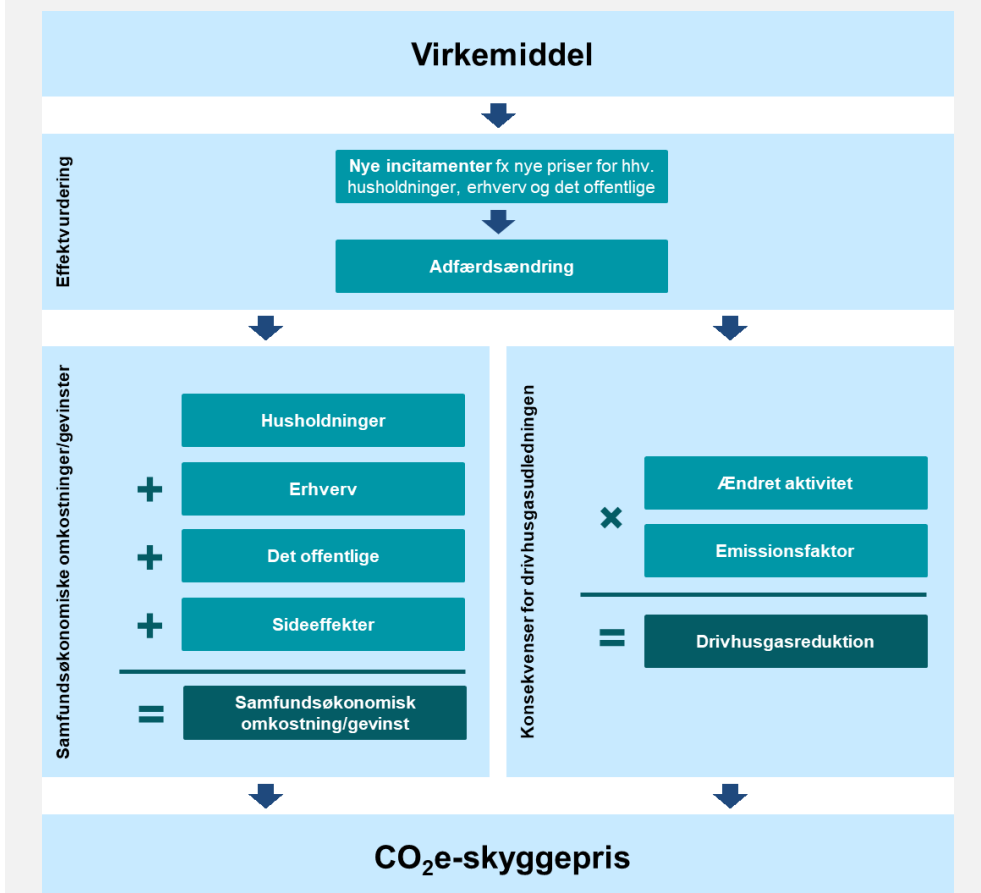 Virkemiddel
Effektvurdering
Nye incitamenter fx nye priser for hhv.
husholdninger, erhverv og det offentlige
Adfærdsændring
Samfundsøkonomiske omkostninger/gevinster
Husholdninger
+ Erhverv
+ Det offentlige
+ Sideeffekter
= Samfundsøkonomisk
omkostning/gevinst
Konsekvenser for drivhusgasudledningen
Ændret aktivitet
×
Emissionsfaktor
= Drivhusgasreduktion
CO₂e-skyggepris